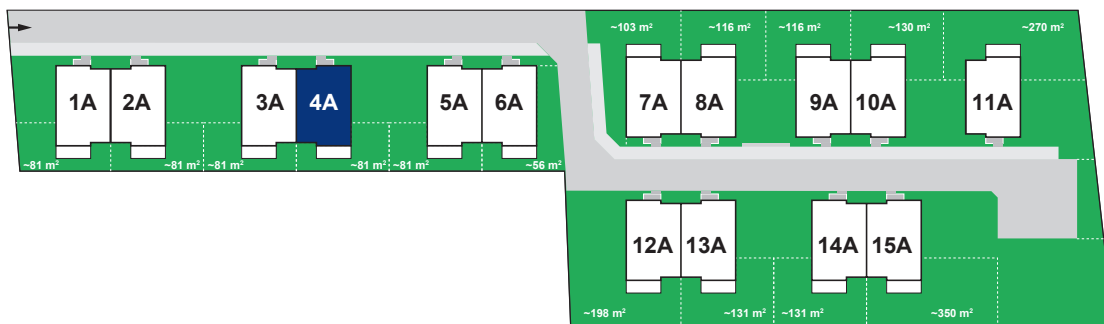 ~103 m²
~116 m²
~116 m²
~130 m²
~270 m²
1A
2A
3A
4A
5A
6A
7A
8A
9A
10A
11A
~81 m²
~81 m²
~81 m²
~81 m²
~81 m²
~56 m²
12A
13A
14A
15A
~198 m²
~131 m²
~131 m²
~350 m²